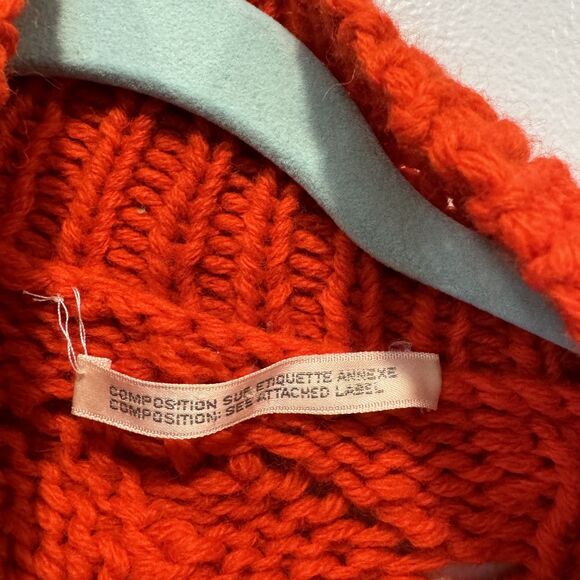 COMPOSITION SUR ETIQUETTE ANNEXE
COMPOSITION: SEE ATTACHED LABEL